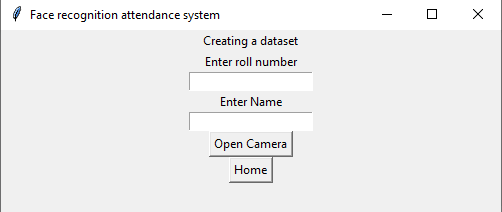 Face recognition attendance system
Creating a dataset
Enter roll number
Enter Name
Open Camera
Home